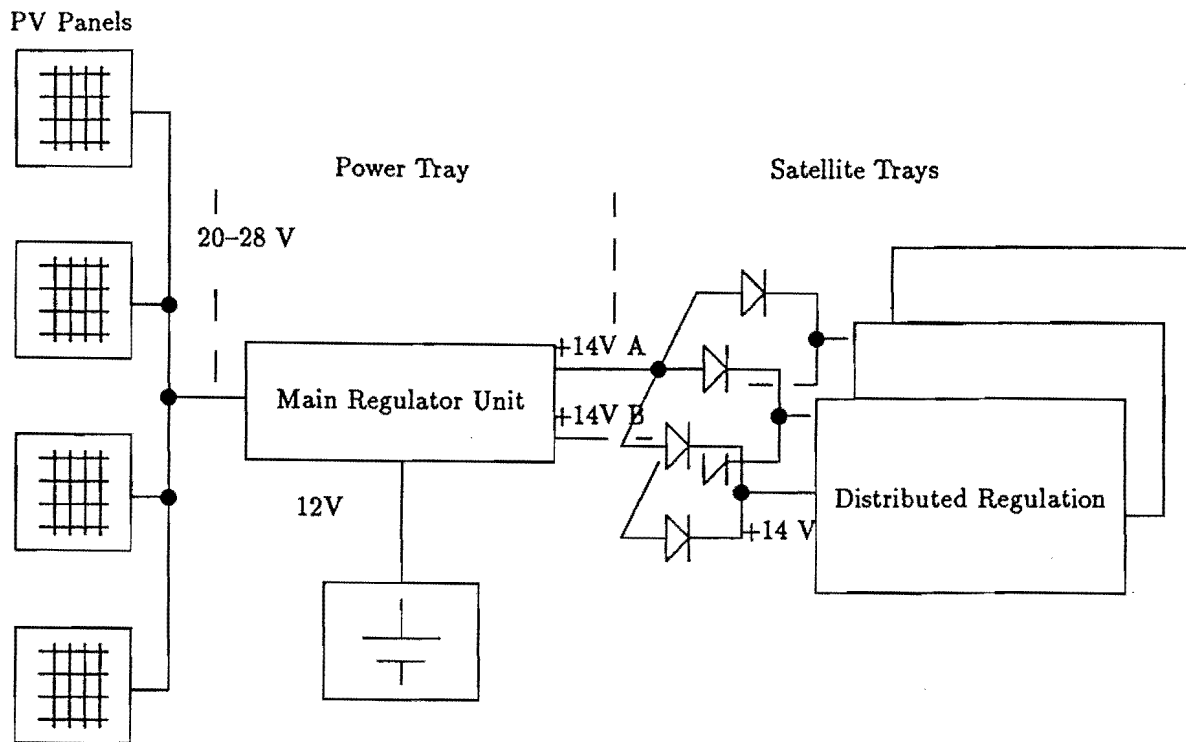 PV Panels
Power Tray
Satellite Trays
20–28 V
+14V A
Main Regulator Unit
+14V B
12V
Distributed Regulation
+14 V